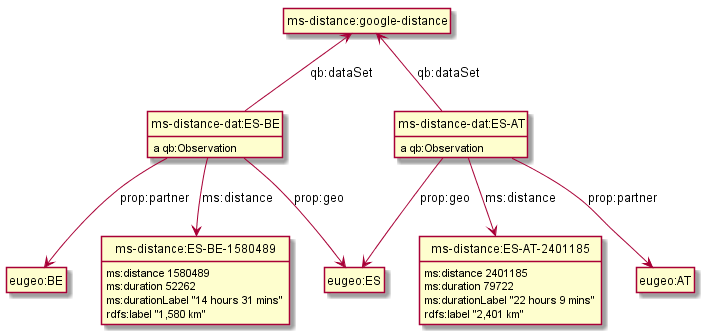 ms-distance:google-distance
qb:dataSet
qb:dataSet
ms-distance-dat:ES-BE
a qb:Observation
ms-distance-dat:ES-AT
a qb:Observation
prop:partner
ms:distance
prop:geo
prop:geo
ms:distance
prop:partner
eugeo:BE
ms-distance:ES-BE-1580489
ms:distance 1580489
ms:duration 52262
ms:durationLabel "14 hours 31 mins"
rdfs:label "1,580 km"
eugeo:ES
ms-distance:ES-AT-2401185
ms:distance 2401185
ms:duration 79722
ms:durationLabel "22 hours 9 mins"
rdfs:label "2,401 km"
eugeo:AT